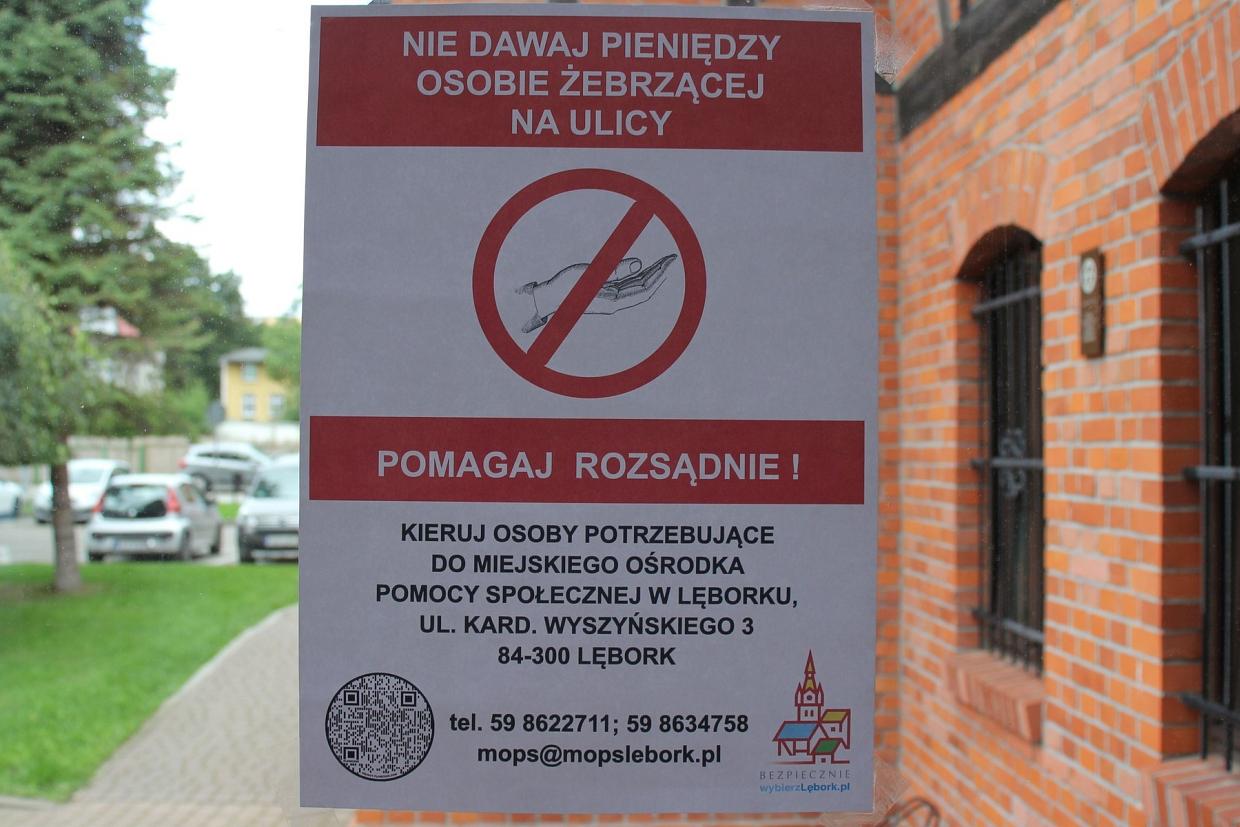 NIE DAWAJ PIENIĘDZY
OSOBIE ŻEBRZĄCEJ
NA ULICY
POMAGAJ ROZSĄDNIE !
KIERUJ OSOBY POTRZEBUJĄCE
DO MIEJSKIEGO OŚRODKA
POMOCY SPOŁECZNEJ W LĘBORKU,
UL. KARD. WYSZYŃSKIEGO 3
84-300 LĘBORK
tel. 59 8622711; 59 8634758
mops@mopslebork.pl
BEZPIECZNIE
wybierzLębork.pl